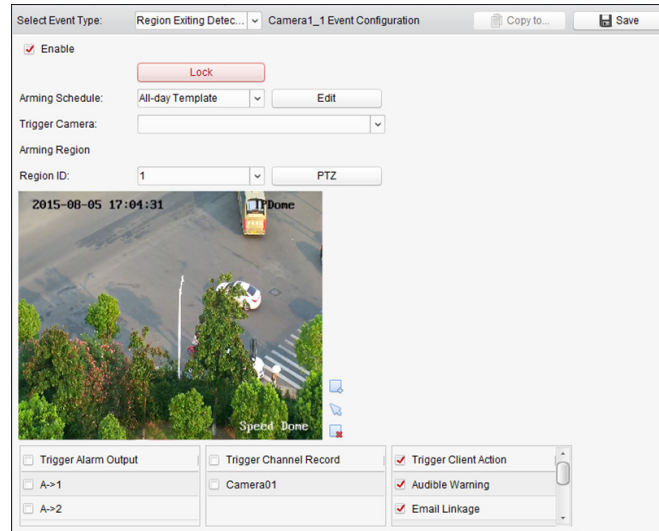 Select Event Type: Region Exiting Detec... Camera1_1 Event Configuration Copy to... Save
Enable
Lock
Arming Schedule: All-day Template Edit
Trigger Camera:
Arming Region
Region ID: 1 PTZ
2015-08-05 17:04:31 IPDome
Speed Dome
Trigger Alarm Output Trigger Channel Record Trigger Client Action
A->1 Camera01 Audible Warning
A->2 Email Linkage